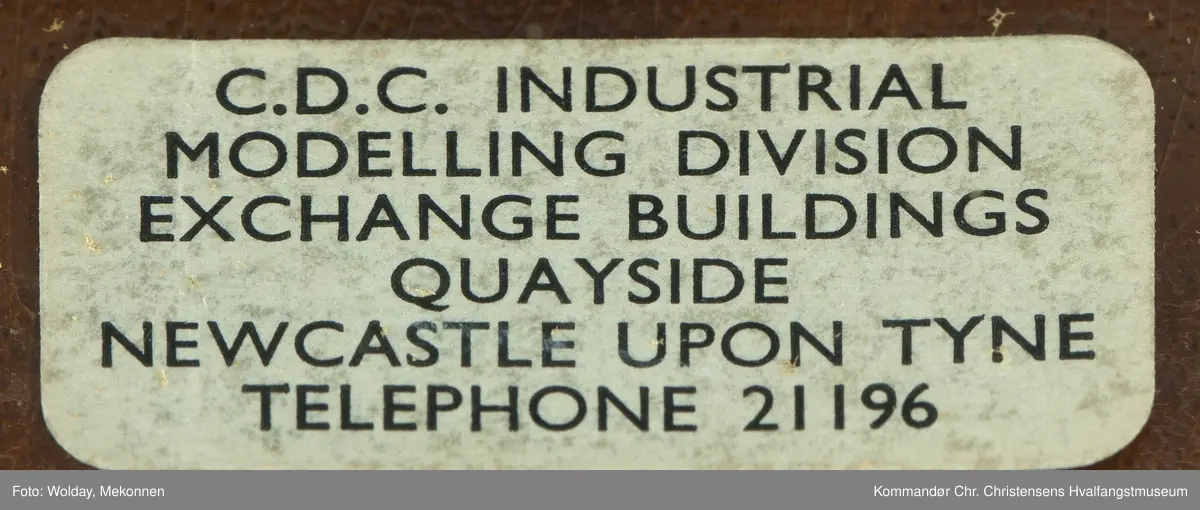 C.D.C. INDUSTRIAL
MODELLING DIVISION
EXCHANGE BUILDINGS
QUAYSIDE
NEWCASTLE UPON TYNE
TELEPHONE 21196
Foto: Wolday, Mekonnen
Kommandør Chr. Christensens Hvalfangstmuseum